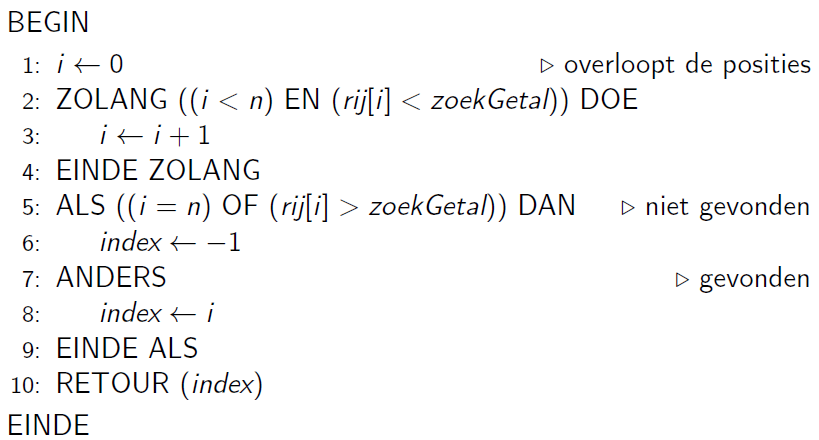 BEGIN
1: i ← 0 ▷ overloopt de posities
2: ZOLANG ((i < n) EN (rij[i] < zoekGetal)) DOE
3: i ← i + 1
4: EINDE ZOLANG
5: ALS ((i = n) OF (rij[i] > zoekGetal)) DAN ▷ niet gevonden
6: index ← −1
7: ANDERS ▷ gevonden
8: index ← i
9: EINDE ALS
10: RETOUR (index)
EINDE